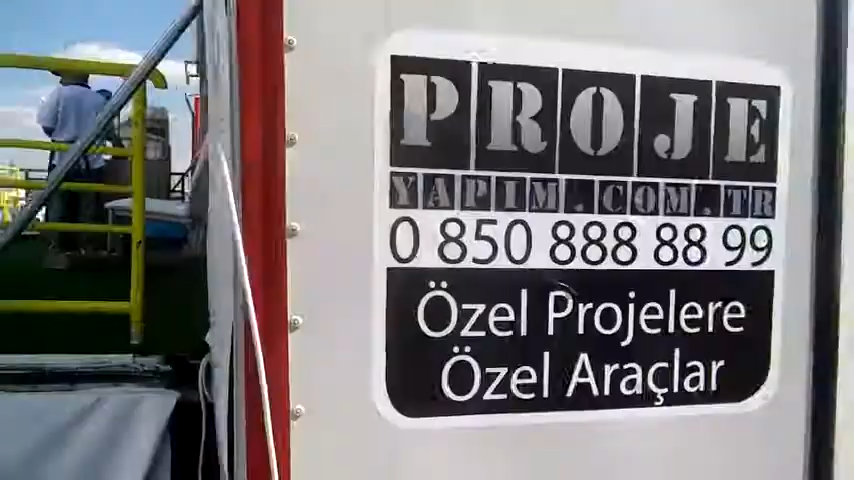 PROJE
YAPIM.COM.TR
0 850 888 88 99
Özel Projelere
Özel Araçlar